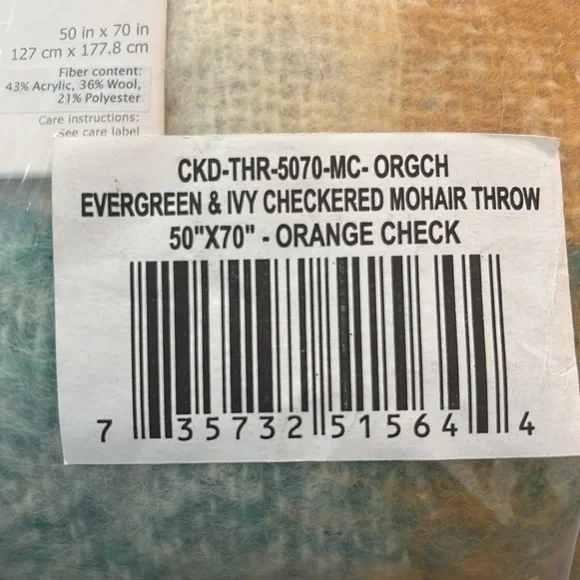 50 in x 70 in
127 cm x 177.8 cm
Fiber content:
43% Acrylic, 36% Wool,
21% Polyester
Care instructions:
See care label
CKD-THR-5070-MC- ORGCH
EVERGREEN & IVY CHECKERED MOHAIR THROW
50"X70" - ORANGE CHECK
7 35732 51564 4